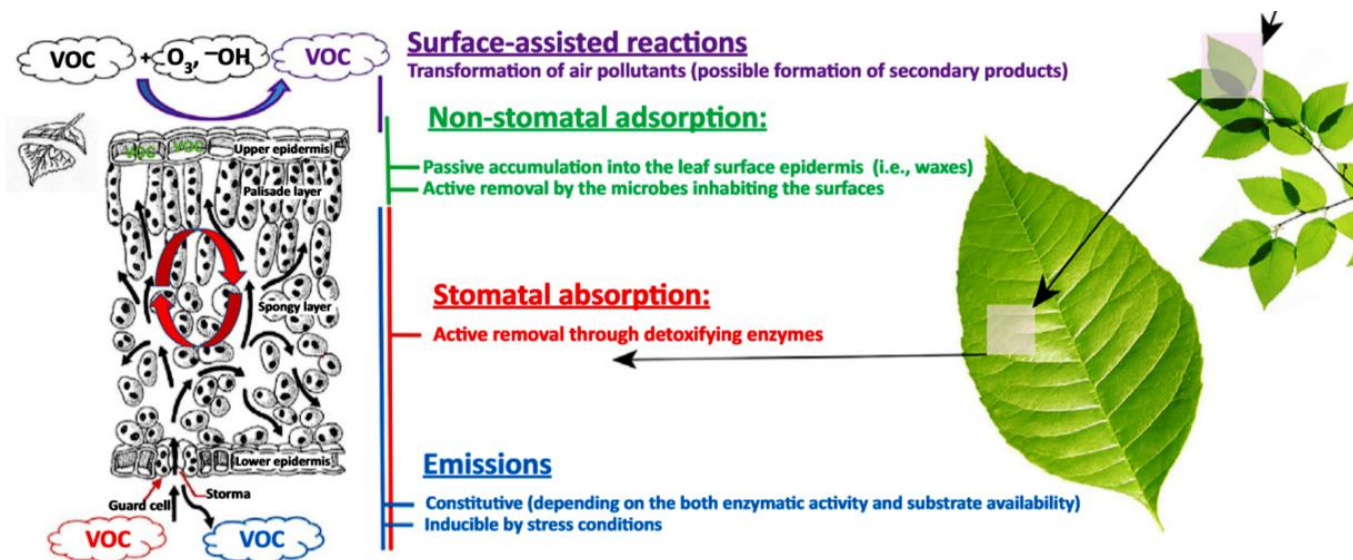 VOC + O3, ⁻OH VOC
Surface-assisted reactions
Transformation of air pollutants (possible formation of secondary products)
Non-stomatal adsorption:
VOC VOC Upper epidermis
Passive accumulation into the leaf surface epidermis (i.e., waxes)
Active removal by the microbes inhabiting the surfaces
Palisade layer
Stomatal absorption:
Spongy layer
Active removal through detoxifying enzymes
Lower epidermis
Emissions
Storma
Guard cell
Constitutive (depending on the both enzymatic activity and substrate availability)
Inducible by stress conditions
VOC VOC